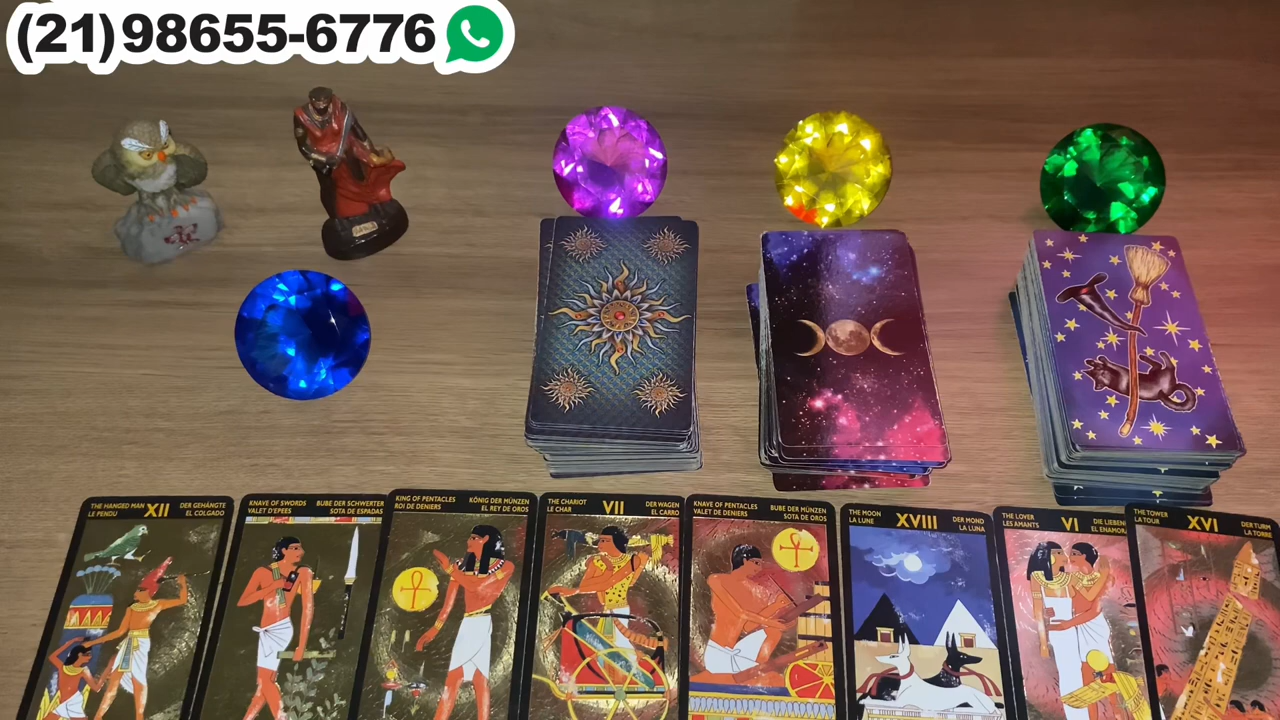 (21)98655-6776
THE HANGED MAN XII DER GEHÄNGTE
LE PENDU EL COLGADO
KNAVE OF SWORDS BUBE DER SCHWERTER
VALET D'EPEES SOTA DE ESPADAS
KING OF PENTACLES KÖNIG DER MÜNZEN
ROI DE DENIERS EL REY DE OROS
THE CHARIOT VII DER WAGEN
LE CHAR EL CARRO
KNAVE OF PENTACLES BUBE DER MÜNZEN
VALET DE DENIERS SOTA DE OROS
THE MOON XVIII DER MOND
LA LUNE LA LUNA
THE LOVER VI DIE LIEBEN
LES AMANTS EL ENAMOR
THE TOWER XVI DER TURM
LA TOUR LA TORRE